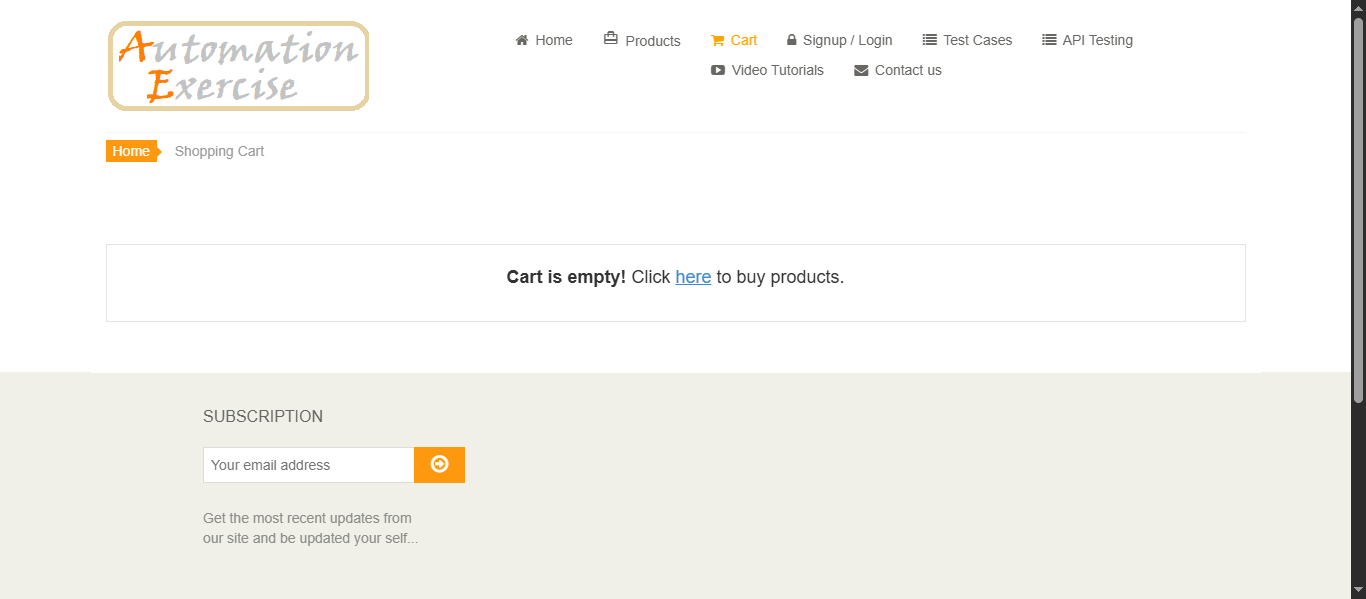 Automation
Exercise
Home Products Cart Signup / Login Test Cases API Testing
Video Tutorials Contact us
Home Shopping Cart
Cart is empty! Click here to buy products.
SUBSCRIPTION
Your email address
Get the most recent updates from
our site and be updated your self...